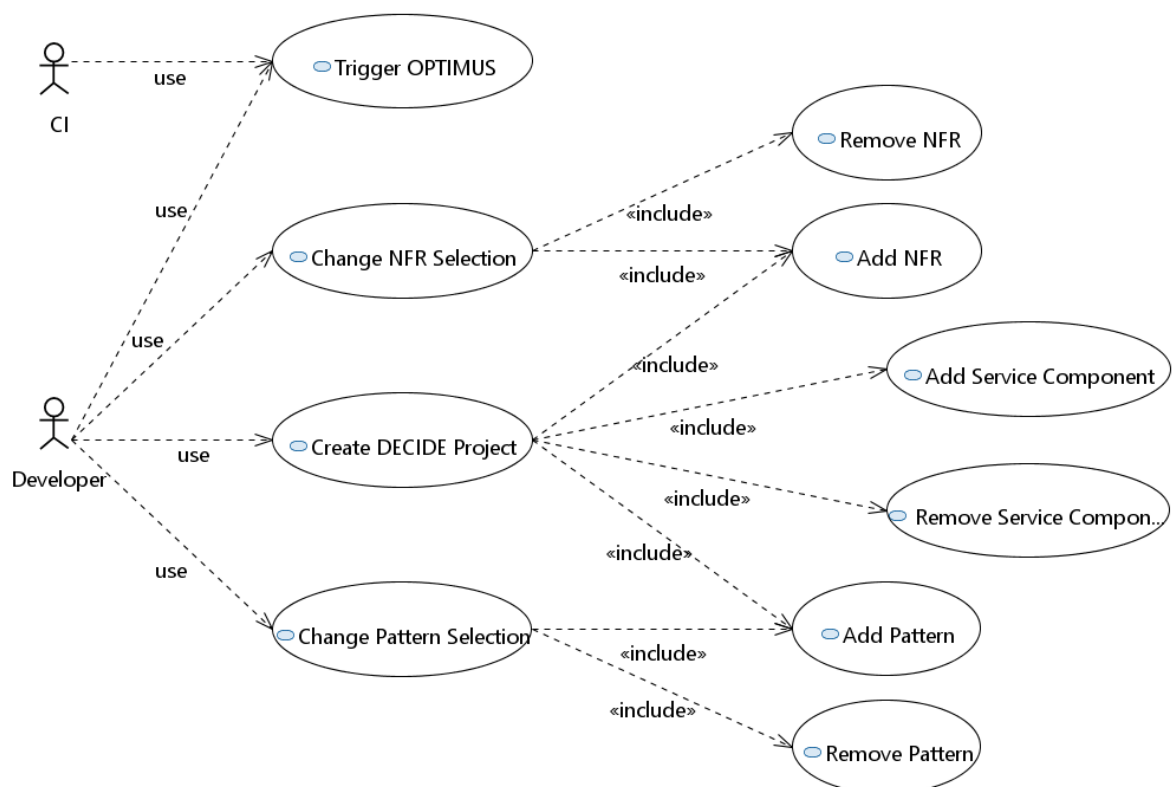 Trigger OPTIMUS
use
CI
Remove NFR
use
«include»
Change NFR Selection
Add NFR
«include»
use
«include»
Add Service Component
«include»
Create DECIDE Project
use
Developer
«include»
Remove Service Compon...
«include»
use
Change Pattern Selection
Add Pattern
«include»
«include»
Remove Pattern